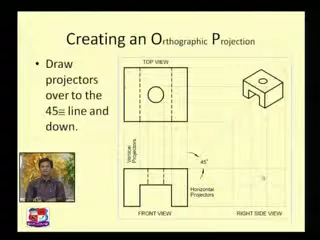 Creating an Orthographic Projection
• Draw
projectors
over to the
45≅ line and
down.
TOP VIEW
Vertical
Projectors
45°
Horizontal
Projectors
FRONT VIEW
RIGHT SIDE VIEW